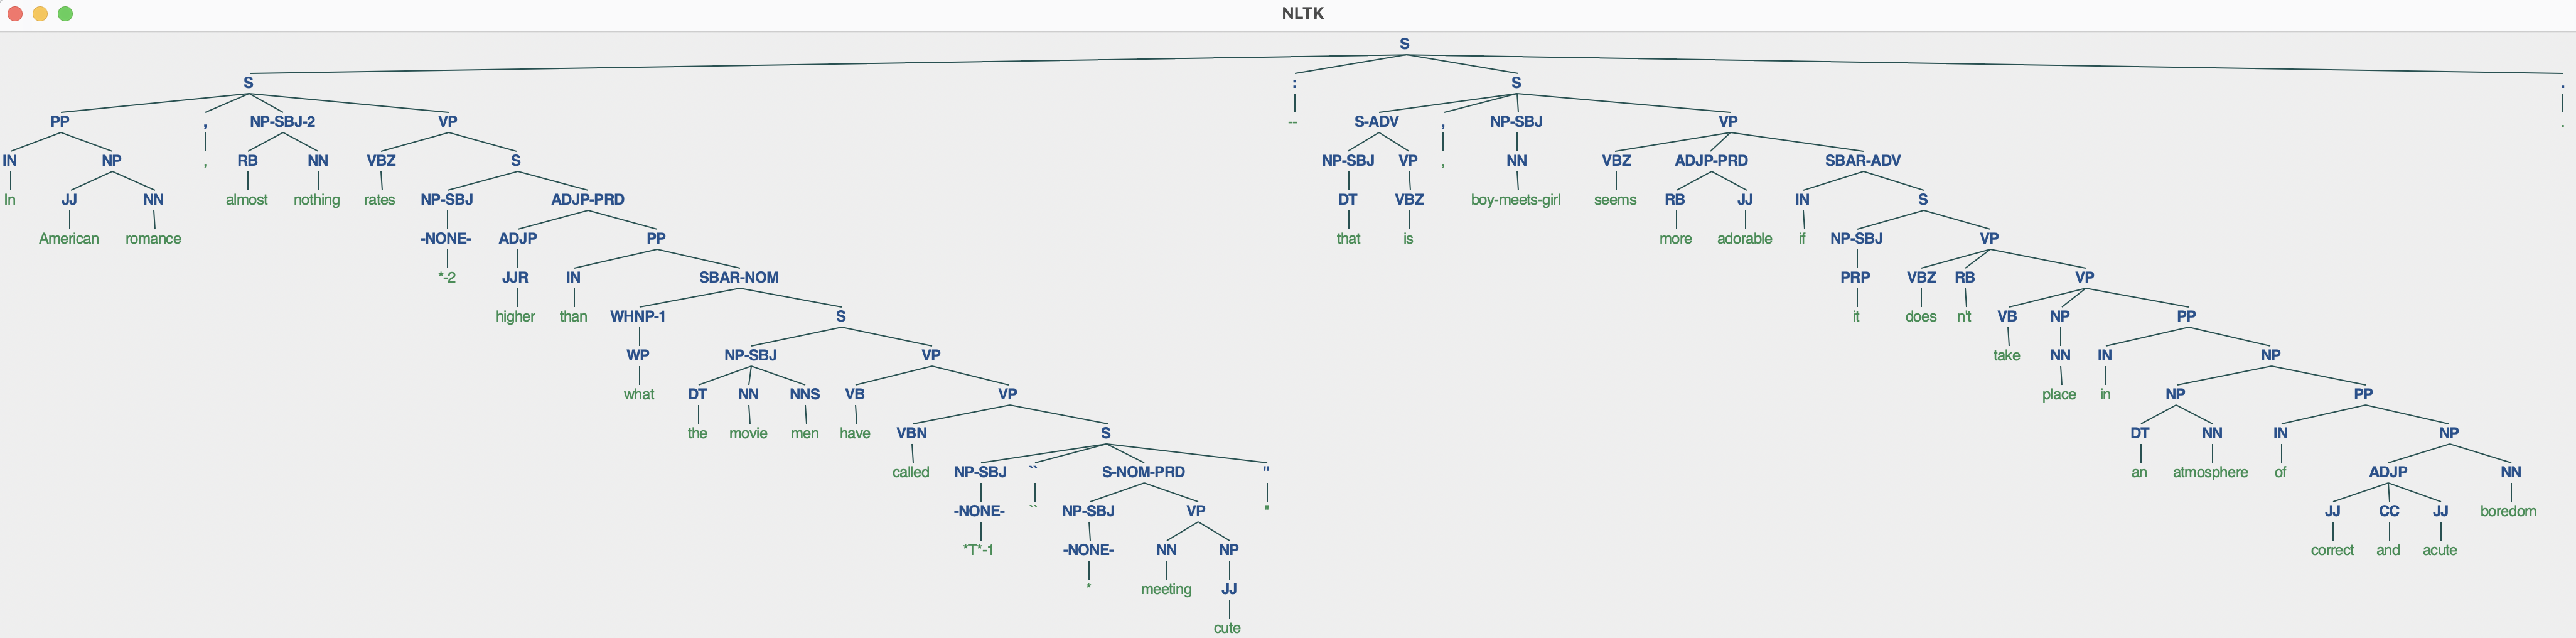 NLTK
S
S : S .
PP , NP-SBJ-2 VP -- S-ADV , NP-SBJ VP .
IN NP , RB NN VBZ S NP-SBJ VP , NN VBZ ADJP-PRD SBAR-ADV
In JJ NN almost nothing rates NP-SBJ ADJP-PRD DT VBZ boy-meets-girl seems RB JJ IN S
American romance -NONE- ADJP PP that is more adorable if NP-SBJ VP
*-2 JJR IN SBAR-NOM PRP VBZ RB VP
higher than WHNP-1 S it does n't VB NP PP
WP NP-SBJ VP take NN IN NP
what DT NN NNS VB VP place in NP PP
the movie men have VBN S DT NN IN NP
called NP-SBJ `` S-NOM-PRD '' an atmosphere of ADJP NN
-NONE- `` NP-SBJ VP '' JJ CC JJ boredom
*T*-1 -NONE- NN NP correct and acute
* meeting JJ
cute